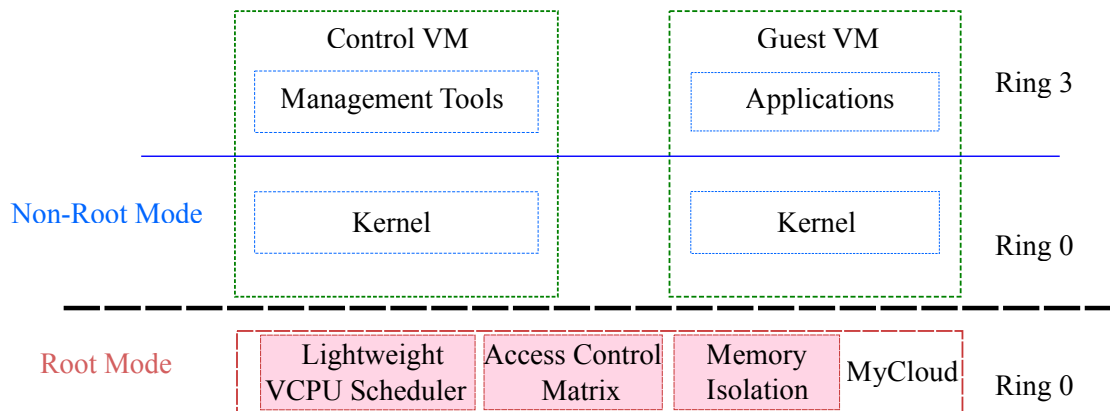 Control VM
Guest VM
Management Tools
Applications
Ring 3
Non-Root Mode
Kernel
Kernel
Ring 0
Root Mode
Lightweight
VCPU Scheduler
Access Control
Matrix
Memory
Isolation
MyCloud
Ring 0